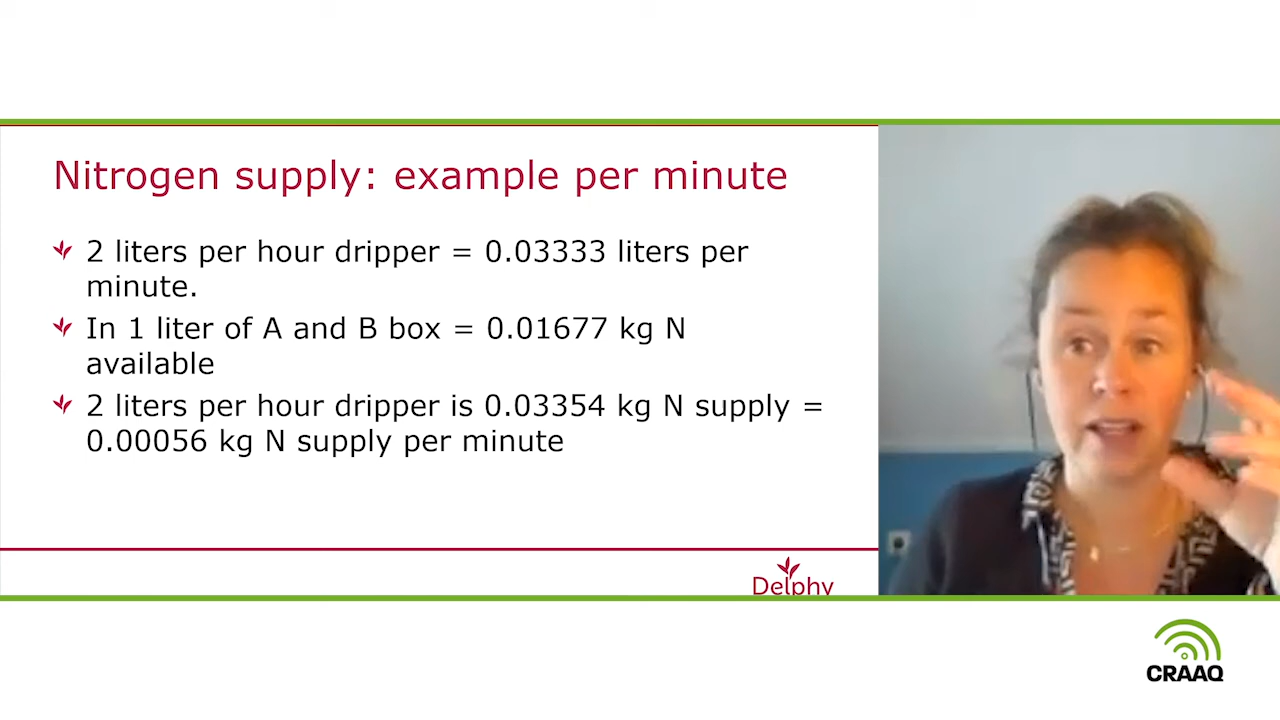 Nitrogen supply: example per minute
2 liters per hour dripper = 0.03333 liters per
minute.
In 1 liter of A and B box = 0.01677 kg N
available
2 liters per hour dripper is 0.03354 kg N supply =
0.00056 kg N supply per minute
Delphy
CRAAQ